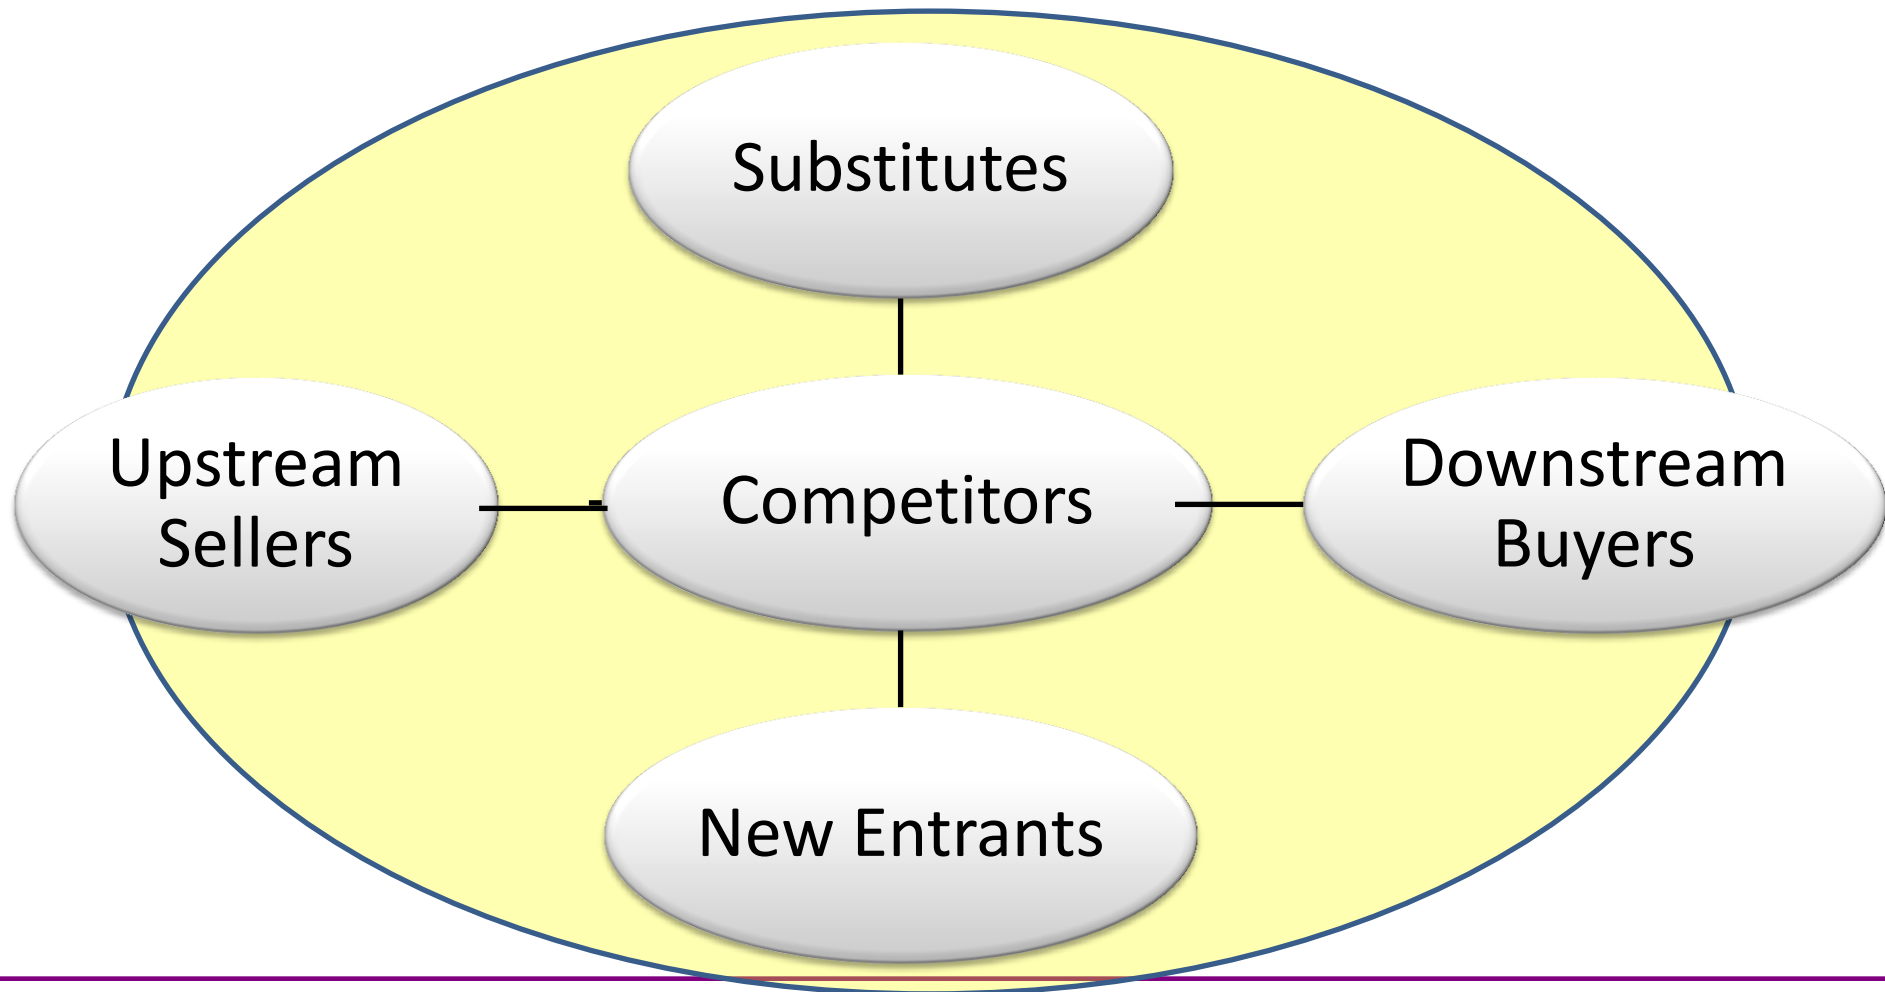 Substitutes
Upstream
Sellers
Competitors
Downstream
Buyers
New Entrants